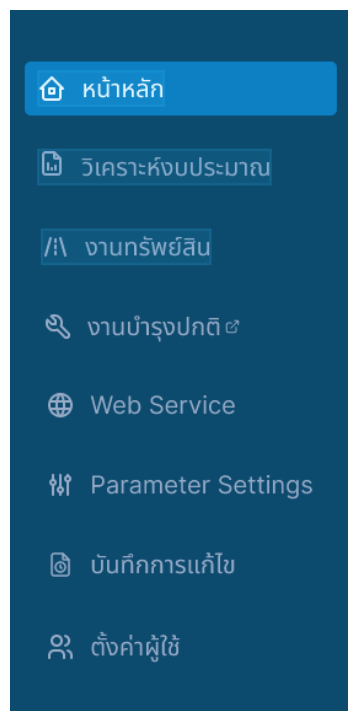 หน้าหลัก
วิเคราะห์งบประมาณ
งานทรัพย์สิน
งานบำรุงปกติ
Web Service
Parameter Settings
บันทึกการแก้ไข
ตั้งค่าผู้ใช้